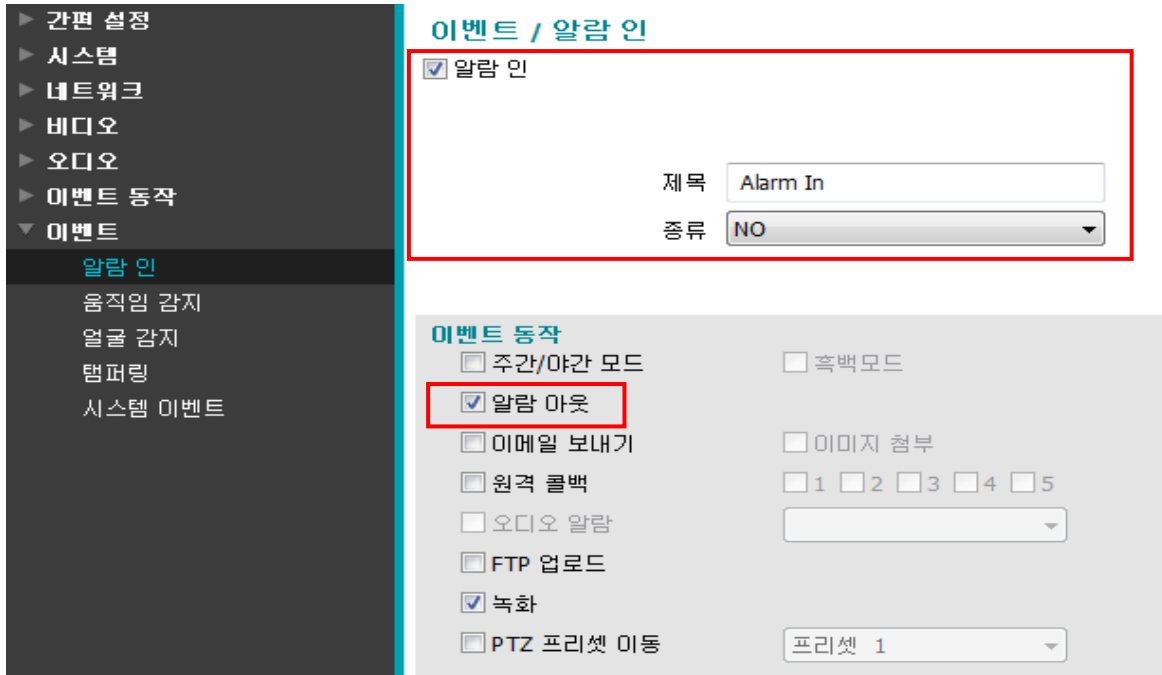 간편 설정
시스템
네트워크
비디오
오디오
이벤트 동작
이벤트
알람 인
움직임 감지
얼굴 감지
탬퍼링
시스템 이벤트
이벤트 / 알람 인
알람 인
제목 Alarm In
종류 NO
이벤트 동작
주간/야간 모드 흑백모드
알람 아웃
이메일 보내기 이미지 첨부
원격 콜백 1 2 3 4 5
오디오 알람
FTP 업로드
녹화
PTZ 프리셋 이동 프리셋 1